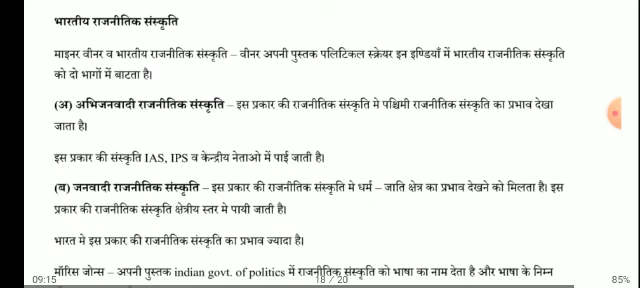 भारतीय राजनीतिक संस्कृति
माइनर वीनर व भारतीय राजनीतिक संस्कृति – वीनर अपनी पुस्तक पलिटिकल स्क्रेयर इन इण्डियाँ में भारतीय राजनीतिक संस्कृति
को दो भागों में बाटता है।
(अ) अभिजनवादी राजनीतिक संस्कृति – इस प्रकार की राजनीतिक संस्कृति मे पश्चिमी राजनीतिक संस्कृति का प्रभाव देखा
जाता है।
इस प्रकार की संस्कृति IAS, IPS व केन्द्रीय नेताओ में पाई जाती है।
(ब) जनवादी राजनीतिक संस्कृति – इस प्रकार की राजनीतिक संस्कृति मे धर्म – जाति क्षेत्र का प्रभाव देखने को मिलता है। इस
प्रकार की राजनीतिक संस्कृति क्षेत्रीय स्तर मे पायी जाती है।
भारत मे इस प्रकार की राजनीतिक संस्कृति का प्रभाव ज्यादा है।
मॉरिस जोन्स – अपनी पुस्तक indian govt. of politics में राजनीतिक संस्कृति को भाषा का नाम देता है और भाषा के निम्न
09:15 18 / 20 85%